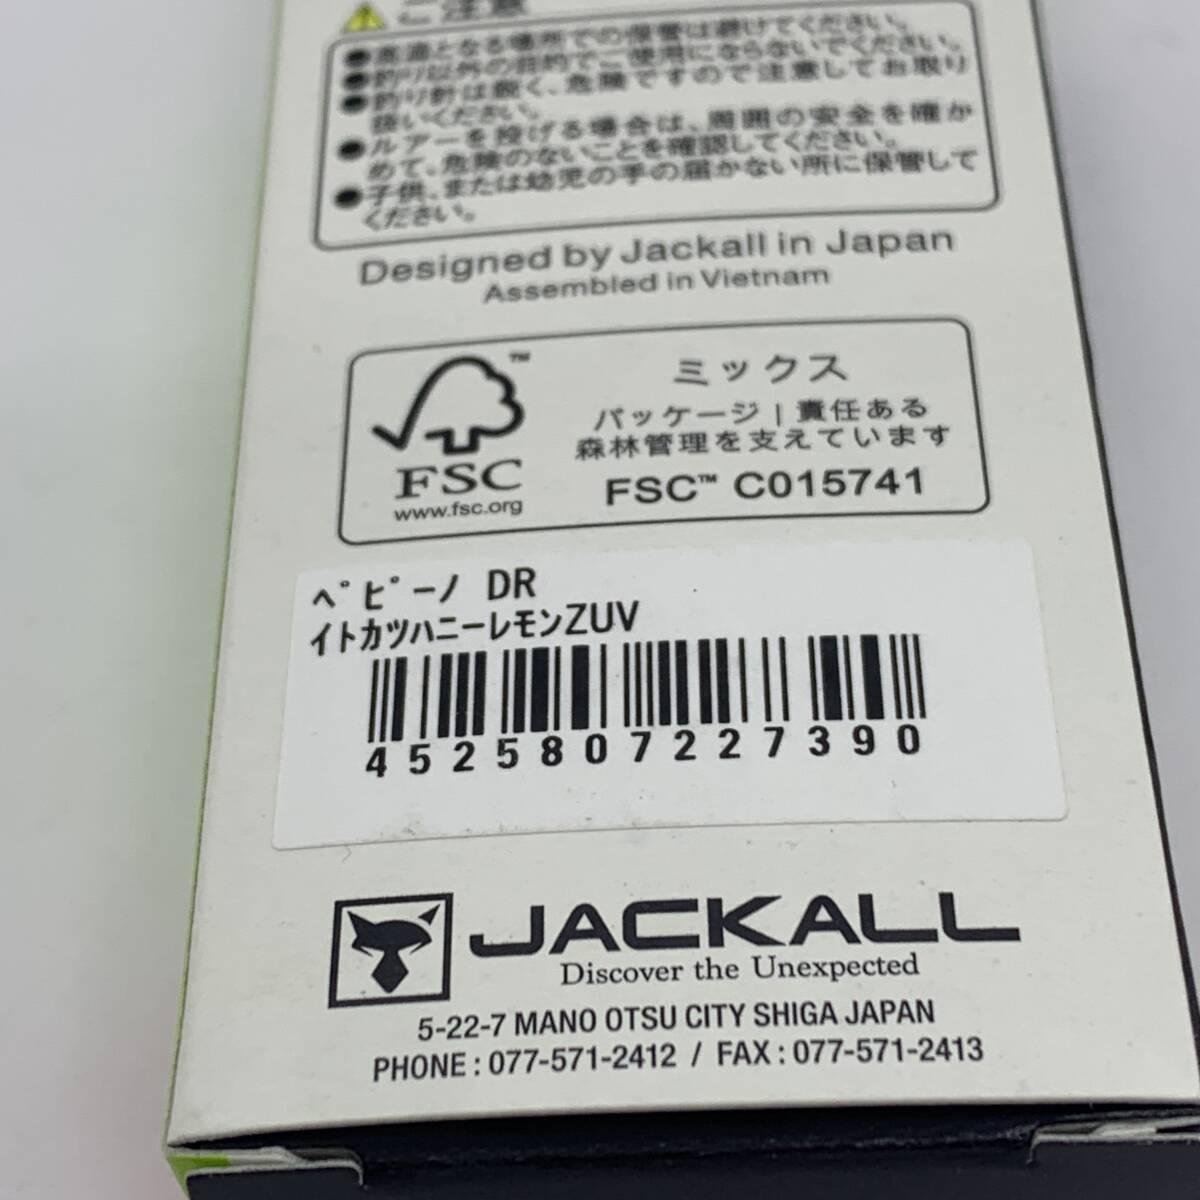 ご注意
●高温となる場所での保管は避けてください。
●釣り以外の目的でご使用にならないでください。
●釣り針は鋭く、危険ですので注意してお取り
扱いください。
●ルアーを投げる場合は、周囲の安全を確か
めて、危険のないことを確認してください。
●子供、または幼児の手の届かない所に保管して
ください。
Designed by Jackall in Japan
Assembled in Vietnam
TM
FSC
www.fsc.org
ミックス
パッケージ | 責任ある
森林管理を支えています
FSC™ C015741
ペピーノ DR
イトカツハニーレモンZUV
4525807227390
JACKALL
Discover the Unexpected
5-22-7 MANO OTSU CITY SHIGA JAPAN
PHONE : 077-571-2412 / FAX : 077-571-2413